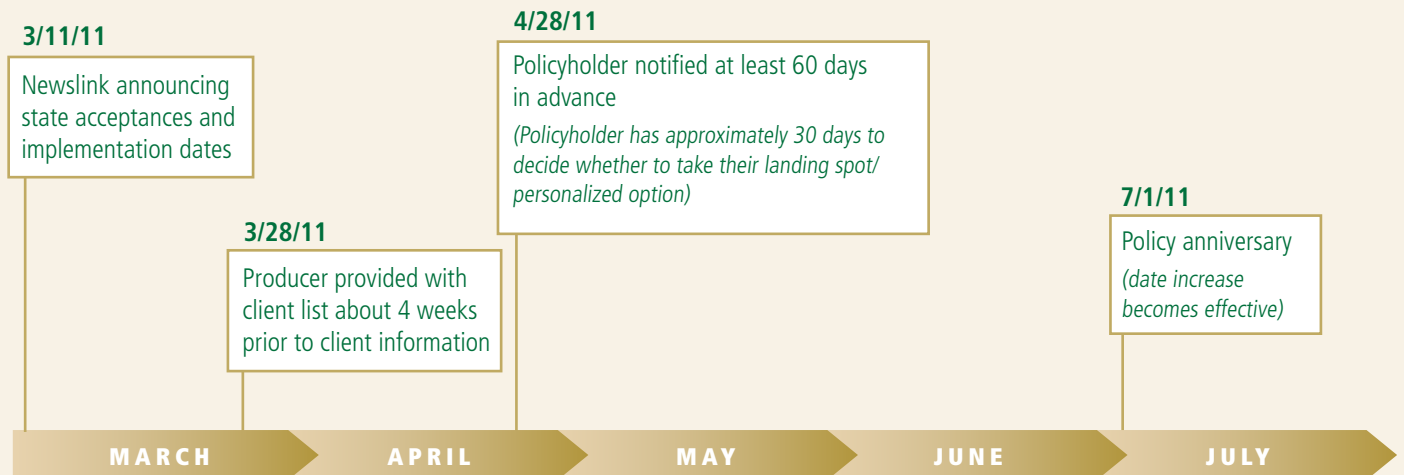 3/11/11
Newslink announcing
state acceptances and
implementation dates
3/28/11
Producer provided with
client list about 4 weeks
prior to client information
4/28/11
Policyholder notified at least 60 days
in advance
(Policyholder has approximately 30 days to
decide whether to take their landing spot/
personalized option)
7/1/11
Policy anniversary
(date increase
becomes effective)
MARCH
APRIL
MAY
JUNE
JULY